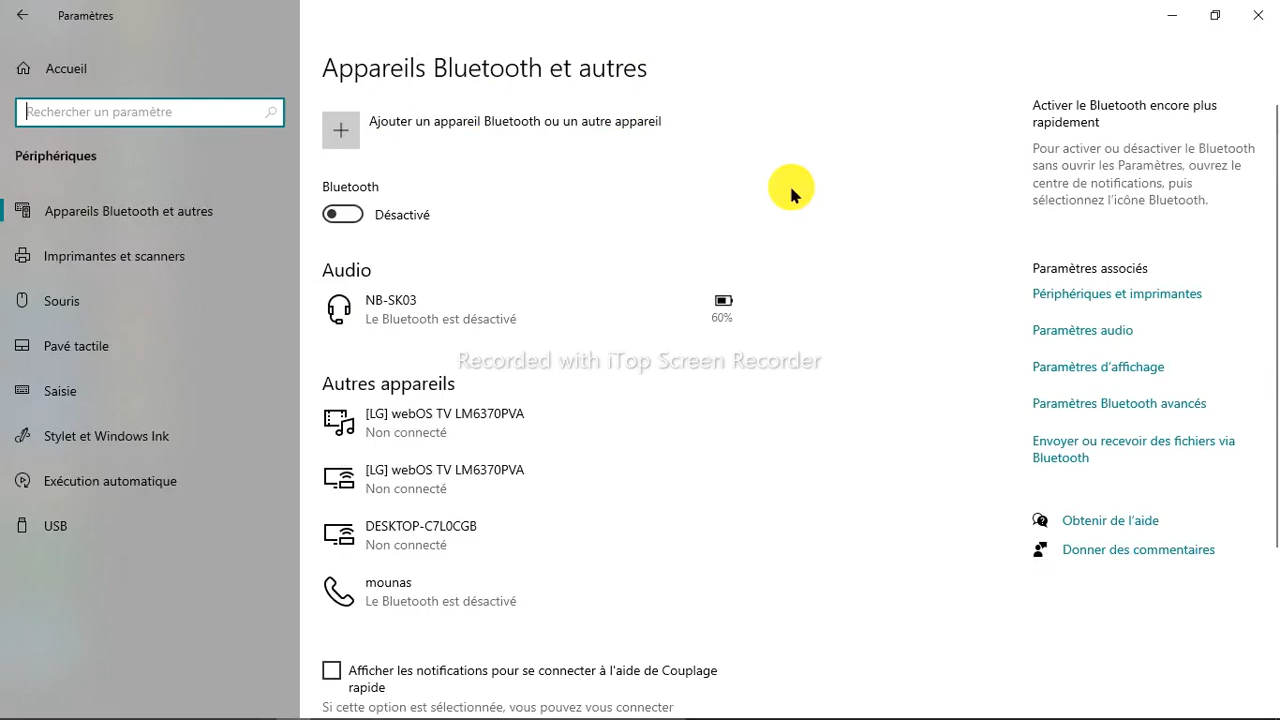 Paramètres
Accueil
Rechercher un paramètre
Périphériques
Appareils Bluetooth et autres
Imprimantes et scanners
Souris
Pavé tactile
Saisie
Stylet et Windows Ink
Exécution automatique
USB
Appareils Bluetooth et autres
Ajouter un appareil Bluetooth ou un autre appareil
Bluetooth
Désactivé
Audio
NB-SK03
Le Bluetooth est désactivé
60%
Recorded with iTop Screen Recorder
Autres appareils
[LG] webOS TV LM6370PVA
Non connecté
[LG] webOS TV LM6370PVA
Non connecté
DESKTOP-C7L0CGB
Non connecté
mounas
Le Bluetooth est désactivé
Afficher les notifications pour se connecter à l'aide de Couplage
rapide
Si cette option est sélectionnée, vous pouvez vous connecter
Activer le Bluetooth encore plus
rapidement
Pour activer ou désactiver le Bluetooth
sans ouvrir les Paramètres, ouvrez le
centre de notifications, puis
sélectionnez l'icône Bluetooth.
Paramètres associés
Périphériques et imprimantes
Paramètres audio
Paramètres d'affichage
Paramètres Bluetooth avancés
Envoyer ou recevoir des fichiers via
Bluetooth
Obtenir de l'aide
Donner des commentaires